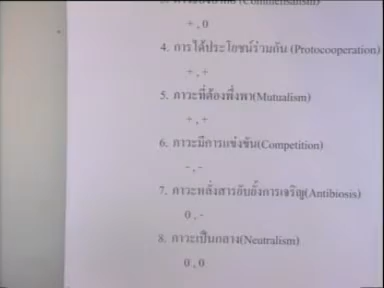 (Commensalism)
+ , 0
4. การได้ประโยชน์ร่วมกัน (Protocooperation)
+ , +
5. ภาวะที่ต้องพึ่งพา(Mutualism)
+ , +
6. ภาวะมีการแข่งขัน(Competition)
- , -
7. ภาวะหลั่งสารยับยั้งการเจริญ(Antibiosis)
0 , -
8. ภาวะเป็นกลาง(Neutralism)
0 , 0